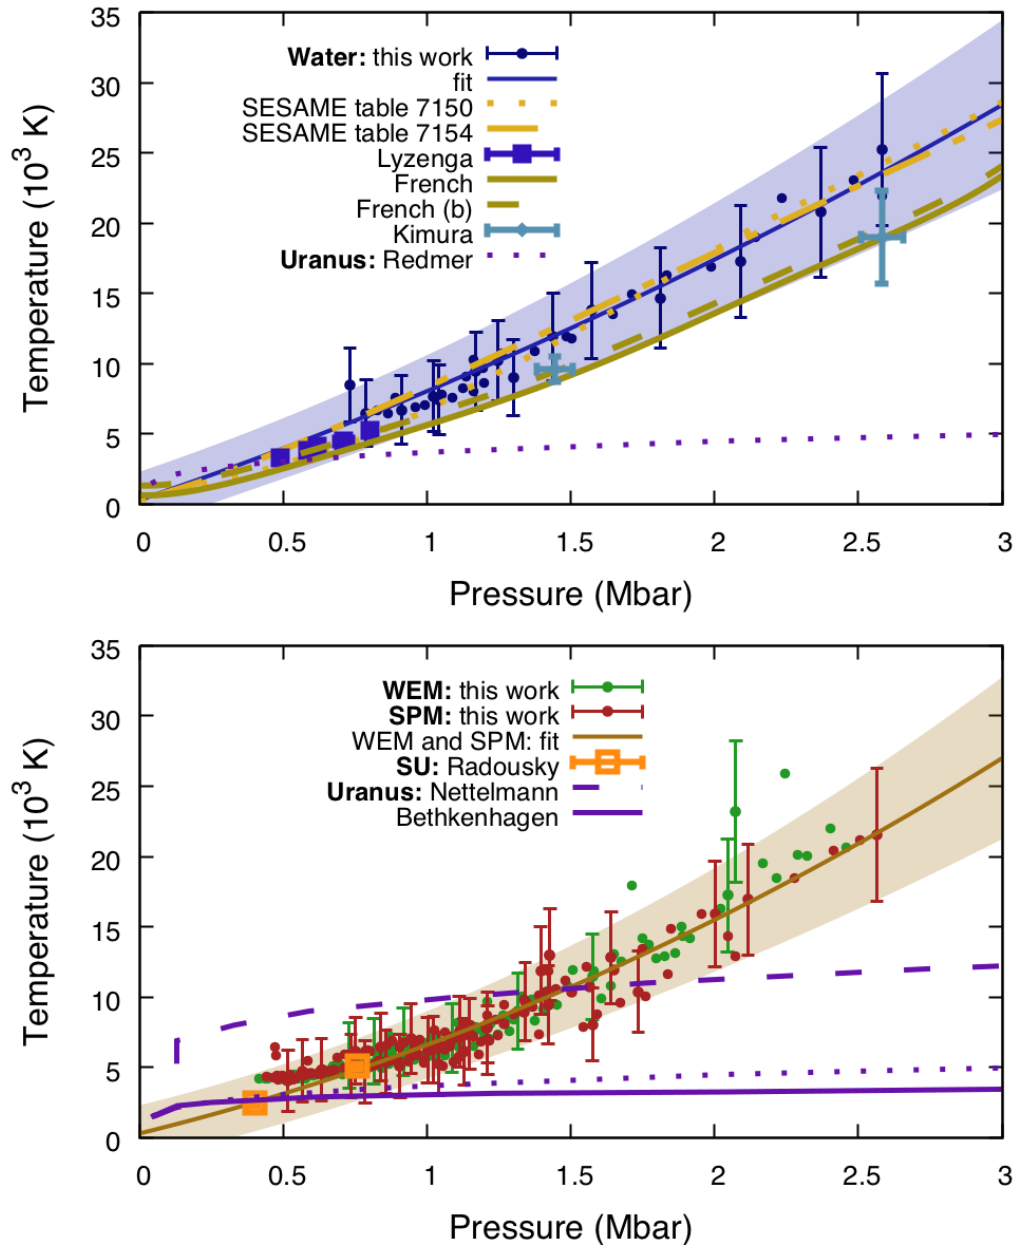 35
30
25
20
15
10
5
0
Temperature (10³ K)
Water: this work
fit
SESAME table 7150
SESAME table 7154
Lyzenga
French
French (b)
Kimura
Uranus: Redmer
0 0.5 1 1.5 2 2.5 3
Pressure (Mbar)
35
30
25
20
15
10
5
0
Temperature (10³ K)
WEM: this work
SPM: this work
WEM and SPM: fit
SU: Radousky
Uranus: Nettelmann
Bethkenhagen
0 0.5 1 1.5 2 2.5 3
Pressure (Mbar)